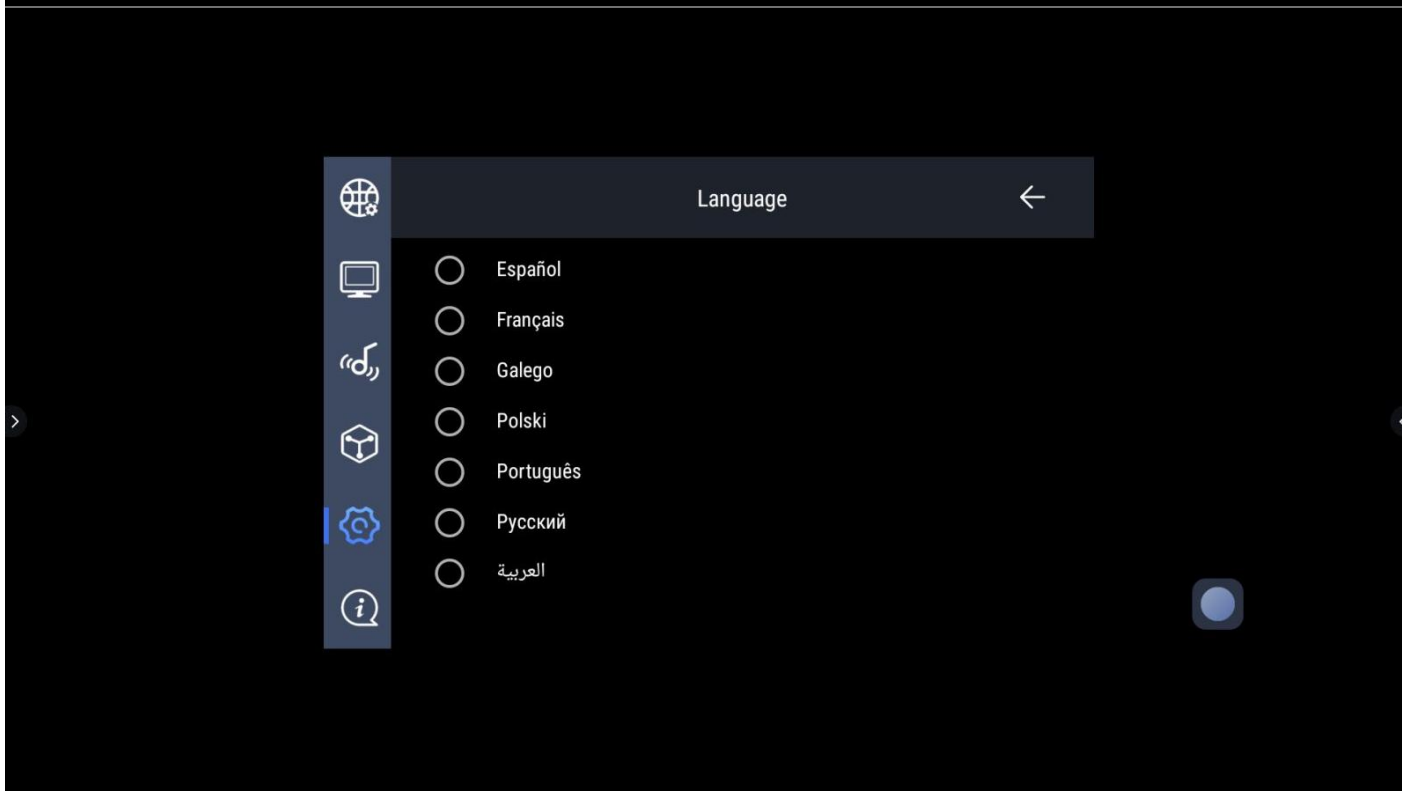 Language
Español
Français
Galego
Polski
Português
Русский
العربية